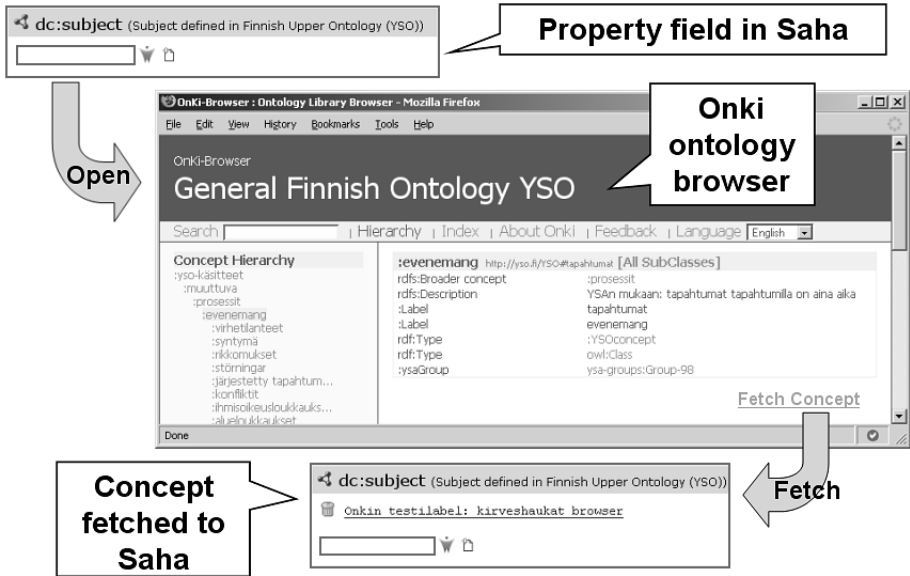 dc:subject (Subject defined in Finnish Upper Ontology (YSO))
Property field in Saha
Open
OnKi-Browser : Ontology Library Browser - Mozilla Firefox
File Edit View History Bookmarks Tools Help
OnKi-Browser
General Finnish Ontology YSO
Onki
ontology
browser
Search | Hierarchy | Index | About Onki | Feedback | Language English
Concept Hierarchy
:yso-käsitteet
:muuttuva
:prosessit
:evenemang
:virhetilanteet
:syntymä
:rikkomukset
:störningar
:järjestetty tapahtum...
:konfliktit
:ihmisoikeusloukkauks...
:alueloukkaukset
:evenemang http://yso.fi/YSO#tapahtumat [All SubClasses]
rdfs:Broader concept :prosessit
rdfs:Description YSAn mukaan: tapahtumat tapahtumilla on aina aika
:Label tapahtumat
:Label evenemang
rdf:Type :YSOconcept
rdf:Type owl:Class
:ysaGroup ysa-groups:Group-98
Fetch Concept
Done
Fetch
Concept
fetched to
Saha
dc:subject (Subject defined in Finnish Upper Ontology (YSO))
Onkin testilabel: kirveshaukat browser